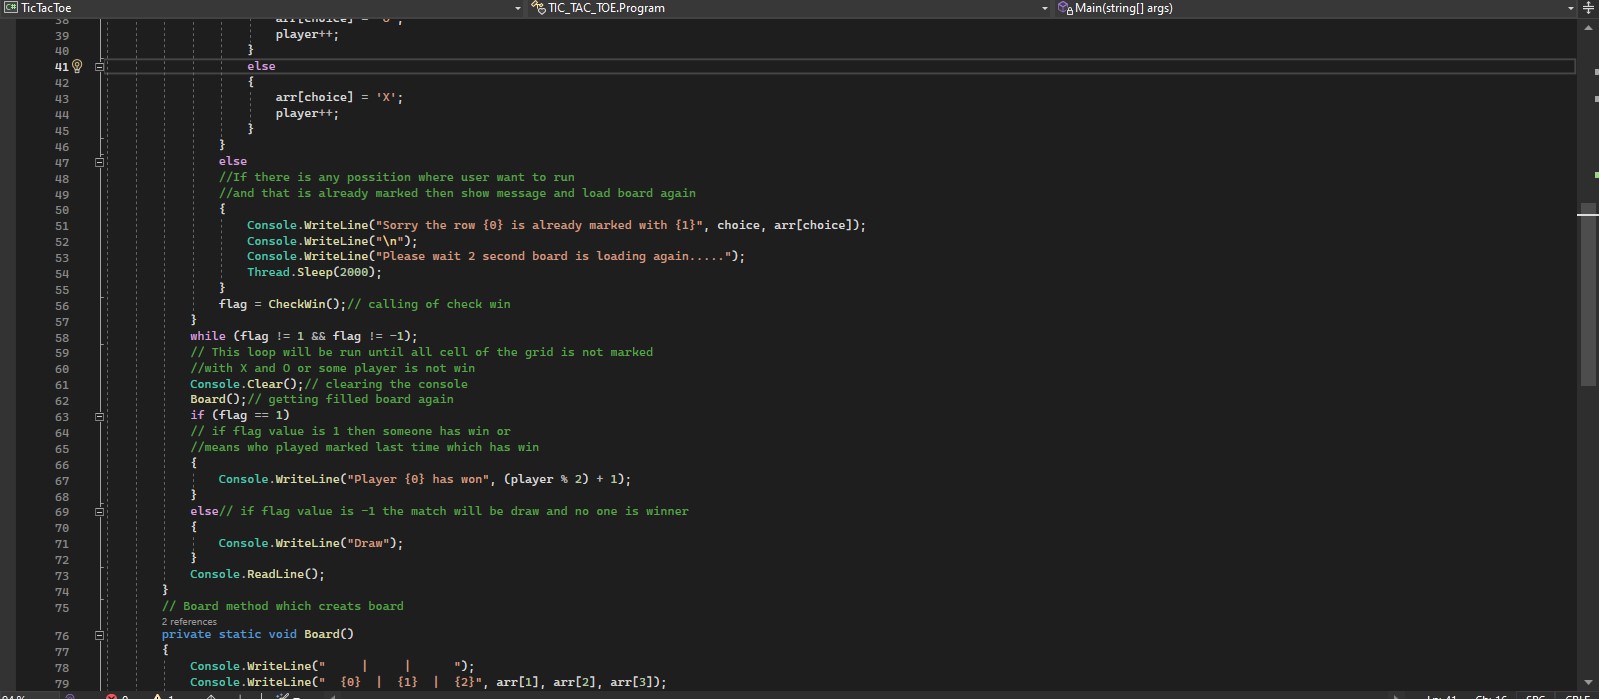 C# TicTacToe
TIC_TAC_TOE.Program
Main(string[] args)
38 arr[choice] = 'O';
39 player++;
40 }
41 else
42 {
43 arr[choice] = 'X';
44 player++;
45 }
46 }
47 else
48 //If there is any possition where user want to run
49 //and that is already marked then show message and load board again
50 {
51 Console.WriteLine("Sorry the row {0} is already marked with {1}", choice, arr[choice]);
52 Console.WriteLine("\n");
53 Console.WriteLine("Please wait 2 second board is loading again.....");
54 Thread.Sleep(2000);
55 }
56 flag = CheckWin();// calling of check win
57 }
58 while (flag != 1 && flag != -1);
59 // This loop will be run until all cell of the grid is not marked
60 //with X and O or some player is not win
61 Console.Clear();// clearing the console
62 Board();// getting filled board again
63 if (flag == 1)
64 // if flag value is 1 then someone has win or
65 //means who played marked last time which has win
66 {
67 Console.WriteLine("Player {0} has won", (player % 2) + 1);
68 }
69 else// if flag value is -1 the match will be draw and no one is winner
70 {
71 Console.WriteLine("Draw");
72 }
73 Console.ReadLine();
74 }
75 // Board method which creats board
2 references
76 private static void Board()
77 {
78 Console.WriteLine("     |     |      ");
79 Console.WriteLine("  {0}  |  {1}  |  {2}", arr[1], arr[2], arr[3]);